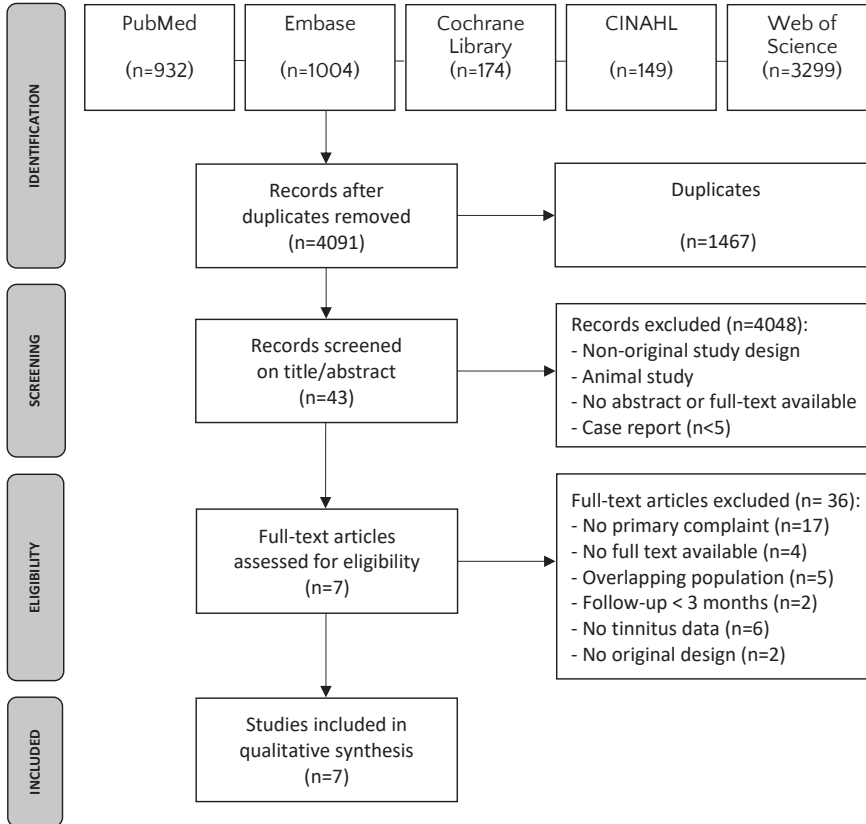 PubMed
(n=932)
Embase
(n=1004)
Cochrane
Library
(n=174)
CINAHL
(n=149)
Web of
Science
(n=3299)
IDENTIFICATION
Records after
duplicates removed
(n=4091)
Duplicates
(n=1467)
SCREENING
Records screened
on title/abstract
(n=43)
Records excluded (n=4048):
- Non-original study design
- Animal study
- No abstract or full-text available
- Case report (n<5)
ELIGIBILITY
Full-text articles
assessed for eligibility
(n=7)
Full-text articles excluded (n= 36):
- No primary complaint (n=17)
- No full text available (n=4)
- Overlapping population (n=5)
- Follow-up < 3 months (n=2)
- No tinnitus data (n=6)
- No original design (n=2)
INCLUDED
Studies included in
qualitative synthesis
(n=7)